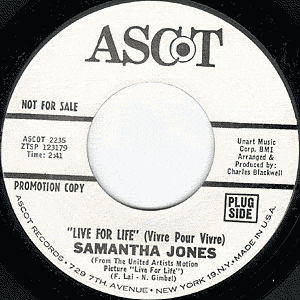 ASCOT
NOT FOR SALE
ASCOT 2235
ZTSP 123179
Time: 2:41
Unart Music
Corp. BMI
Arranged &
Produced by:
Charles Blackwell
PROMOTION COPY
PLUG
SIDE
"LIVE FOR LIFE" (Vivre Pour Vivre)
SAMANTHA JONES
(From The United Artists Motion
Picture "Live For Life")
(F. Lai - N. Gimbel)
ASCOT RECORDS • 729 7TH. AVENUE • NEW YORK 19, N.Y. • MADE IN U.S.A.